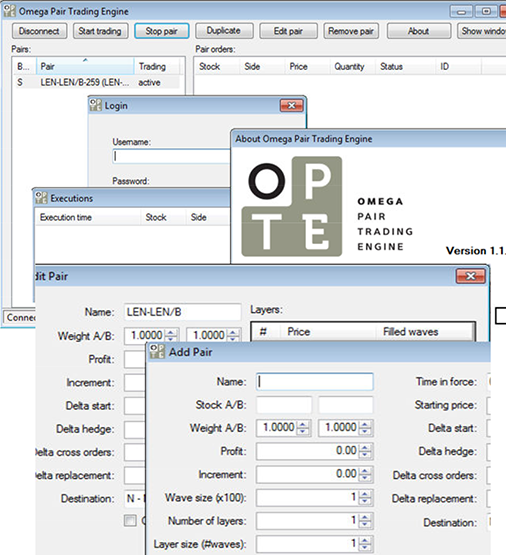 Omega Pair Trading Engine
Disconnect Start trading Stop pair Duplicate Edit pair Remove pair About Show windo
Pairs: Pair orders:
B... Pair Trading Stock Side Price Quantity Status ID
S LEN-LEN/B-259 (LEN-... active
Login
Username:
Password:
About Omega Pair Trading Engine
OP
TE
OMEGA
PAIR
TRADING
ENGINE
Version 1.1.
Executions
Execution time Stock Side
dit Pair
Name: LEN-LEN/B Layers:
Weight A/B: 1.0000 1.0000 # Price Filled waves
Profit:
Increment:
Delta start:
Delta hedge:
Delta cross orders:
Delta replacement:
Destination: N - N
Connec
Add Pair
Name: Time in force:
Stock A/B: Starting price:
Weight A/B: 1.0000 1.0000 Delta start:
Profit: 0.00 Delta hedge:
Increment: 0.00 Delta cross orders:
Wave size (x100): 1 Delta replacement:
Number of layers: 1 Destination:
Layer size (#waves): 1